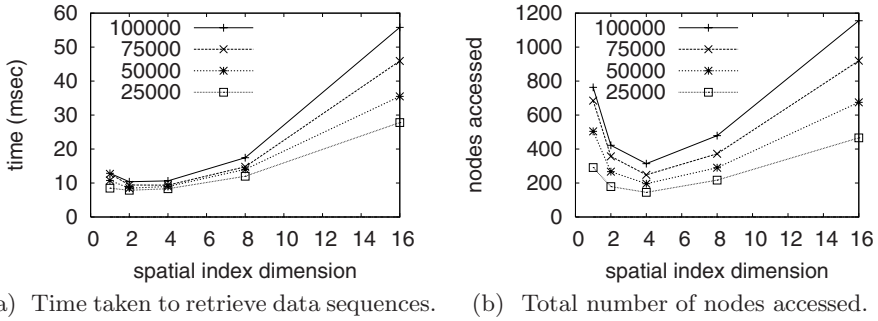 60
50
40
30
20
10
0
time (msec)
100000
75000
50000
25000
0 2 4 6 8 10 12 14 16
spatial index dimension
1200
1000
800
600
400
200
0
nodes accessed
100000
75000
50000
25000
0 2 4 6 8 10 12 14 16
spatial index dimension
a) Time taken to retrieve data sequences.
(b) Total number of nodes accessed.